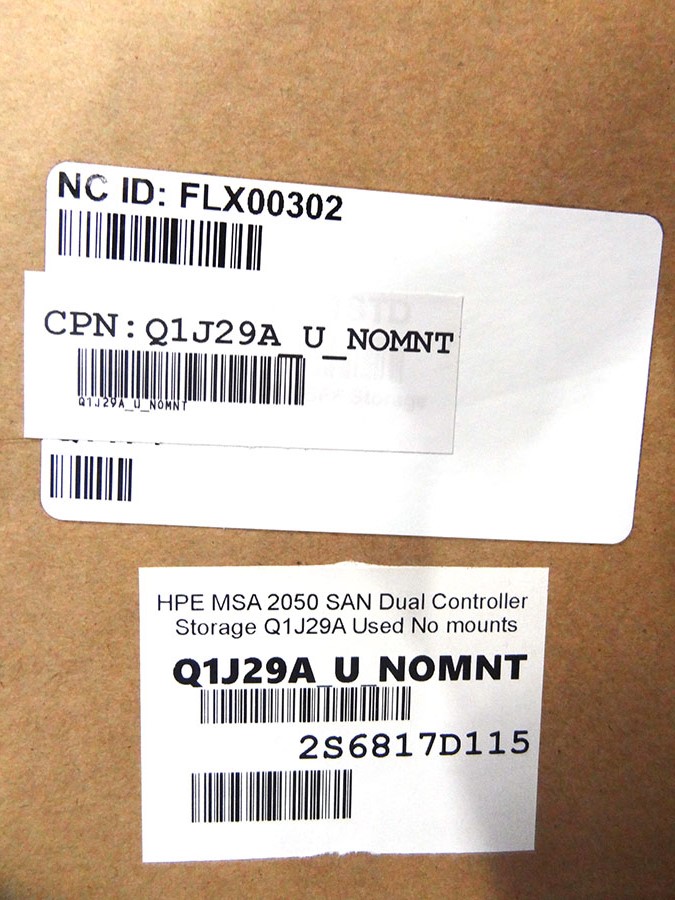 NC ID: FLX00302
CPN:Q1J29A_U_NOMNT
Q1J29A_U_NOMNT
HPE MSA 2050 SAN Dual Controller
Storage Q1J29A Used No mounts
Q1J29A_U_NOMNT
2S6817D115